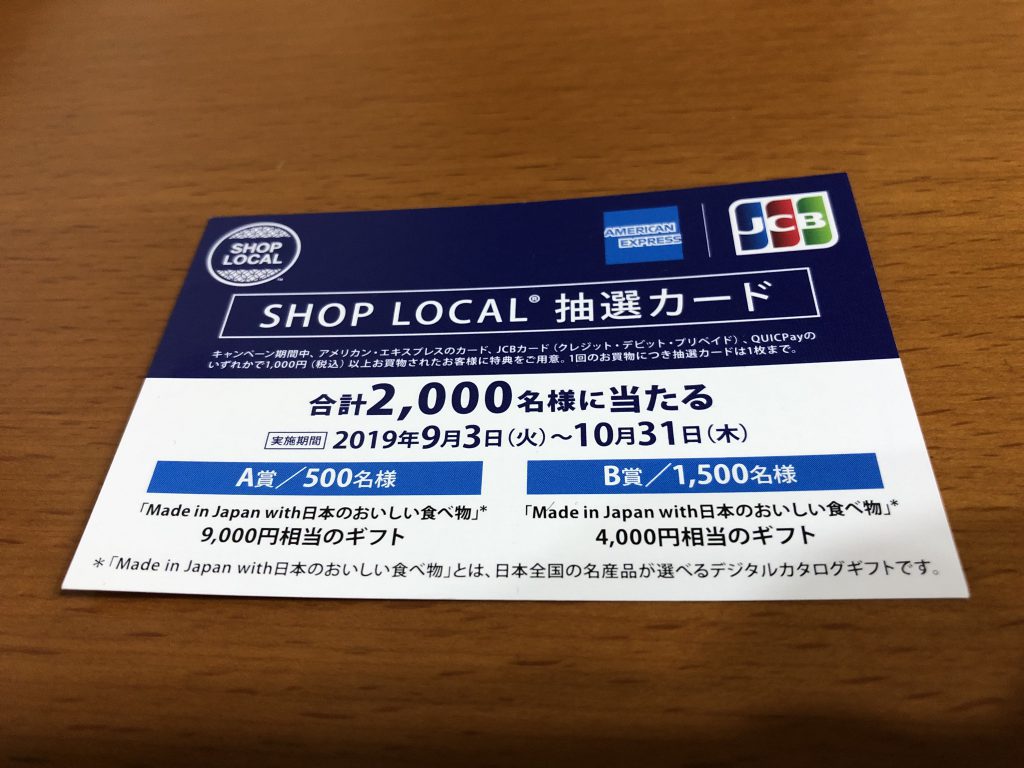 SHOP
LOCAL
™
AMERICAN
EXPRESS
JCB
SHOP LOCAL® 抽選カード
キャンペーン期間中、アメリカン・エキスプレスのカード、JCBカード(クレジット・デビット・プリペイド)、QUICPayの
いずれかで1,000円(税込)以上お買物されたお客様に特典をご用意。1回のお買物につき抽選カードは1枚まで。
合計2,000名様に当たる
実施期間 2019年9月3日(火)〜10月31日(木)
A賞/500名様
「Made in Japan with日本のおいしい食べ物」*
9,000円相当のギフト
B賞/1,500名様
「Made in Japan with日本のおいしい食べ物」*
4,000円相当のギフト
*「Made in Japan with日本のおいしい食べ物」とは、日本全国の名産品が選べるデジタルカタログギフトです。